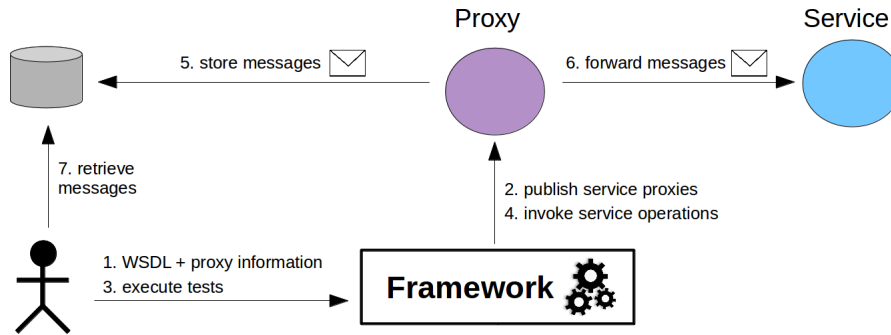 Proxy
Service
5. store messages
6. forward messages
7. retrieve
messages
2. publish service proxies
4. invoke service operations
1. WSDL + proxy information
3. execute tests
Framework